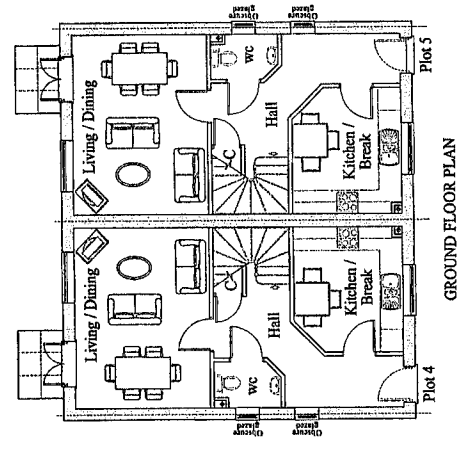 Plot 5
Obscure
glazed
Obscure
glazed
WC
Hall
Living / Dining
C
Kitchen /
Break
Living / Dining
C
Hall
Kitchen /
Break
WC
Obscure
glazed
Obscure
glazed
Plot 4
GROUND FLOOR PLAN